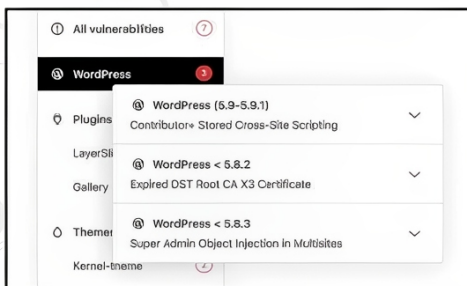 All vulnerablities 7
WordPress 3
Plugins
LayerSli
Gallery
WordPress (5.9-5.9.1)
Contributor+ Stored Cross-Site Scripting
WordPress < 5.8.2
Expired DST Root CA X3 Certificate
WordPress < 5.8.3
Super Admin Object Injection in Multisites
Themes
Kernel-theme